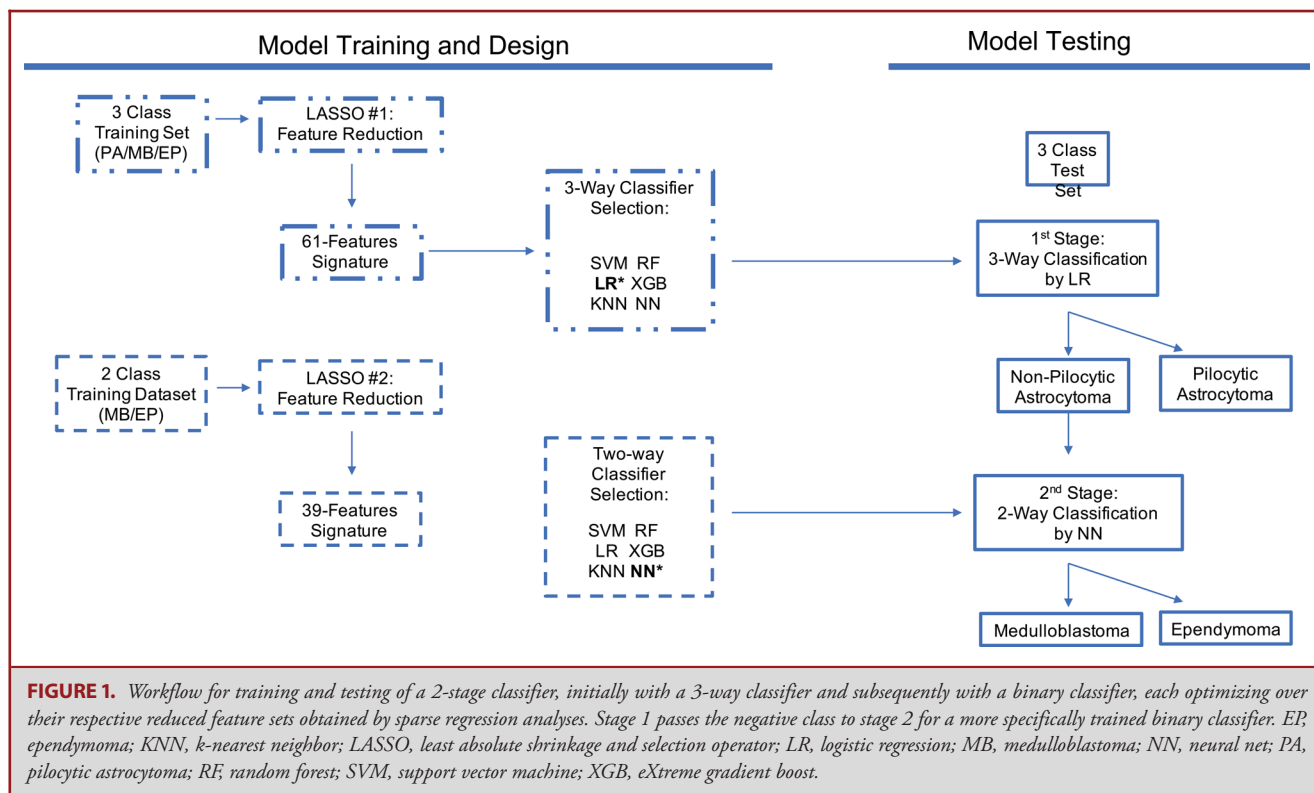 Model Training and Design
Model Testing
3 Class
Training Set
(PA/MB/EP)
LASSO #1:
Feature Reduction
61-Features
Signature
3-Way Classifier
Selection:
SVM RF
LR* XGB
KNN NN
3 Class
Test
Set
1st Stage:
3-Way Classification
by LR
Non-Pilocytic
Astrocytoma
Pilocytic
Astrocytoma
2 Class
Training Dataset
(MB/EP)
LASSO #2:
Feature Reduction
39-Features
Signature
Two-way
Classifier
Selection:
SVM RF
LR XGB
KNN NN*
2nd Stage:
2-Way Classification
by NN
Medulloblastoma
Ependymoma
FIGURE 1. Workflow for training and testing of a 2-stage classifier, initially with a 3-way classifier and subsequently with a binary classifier, each optimizing over
their respective reduced feature sets obtained by sparse regression analyses. Stage 1 passes the negative class to stage 2 for a more specifically trained binary classifier. EP,
ependymoma; KNN, k-nearest neighbor; LASSO, least absolute shrinkage and selection operator; LR, logistic regression; MB, medulloblastoma; NN, neural net; PA,
pilocytic astrocytoma; RF, random forest; SVM, support vector machine; XGB, eXtreme gradient boost.